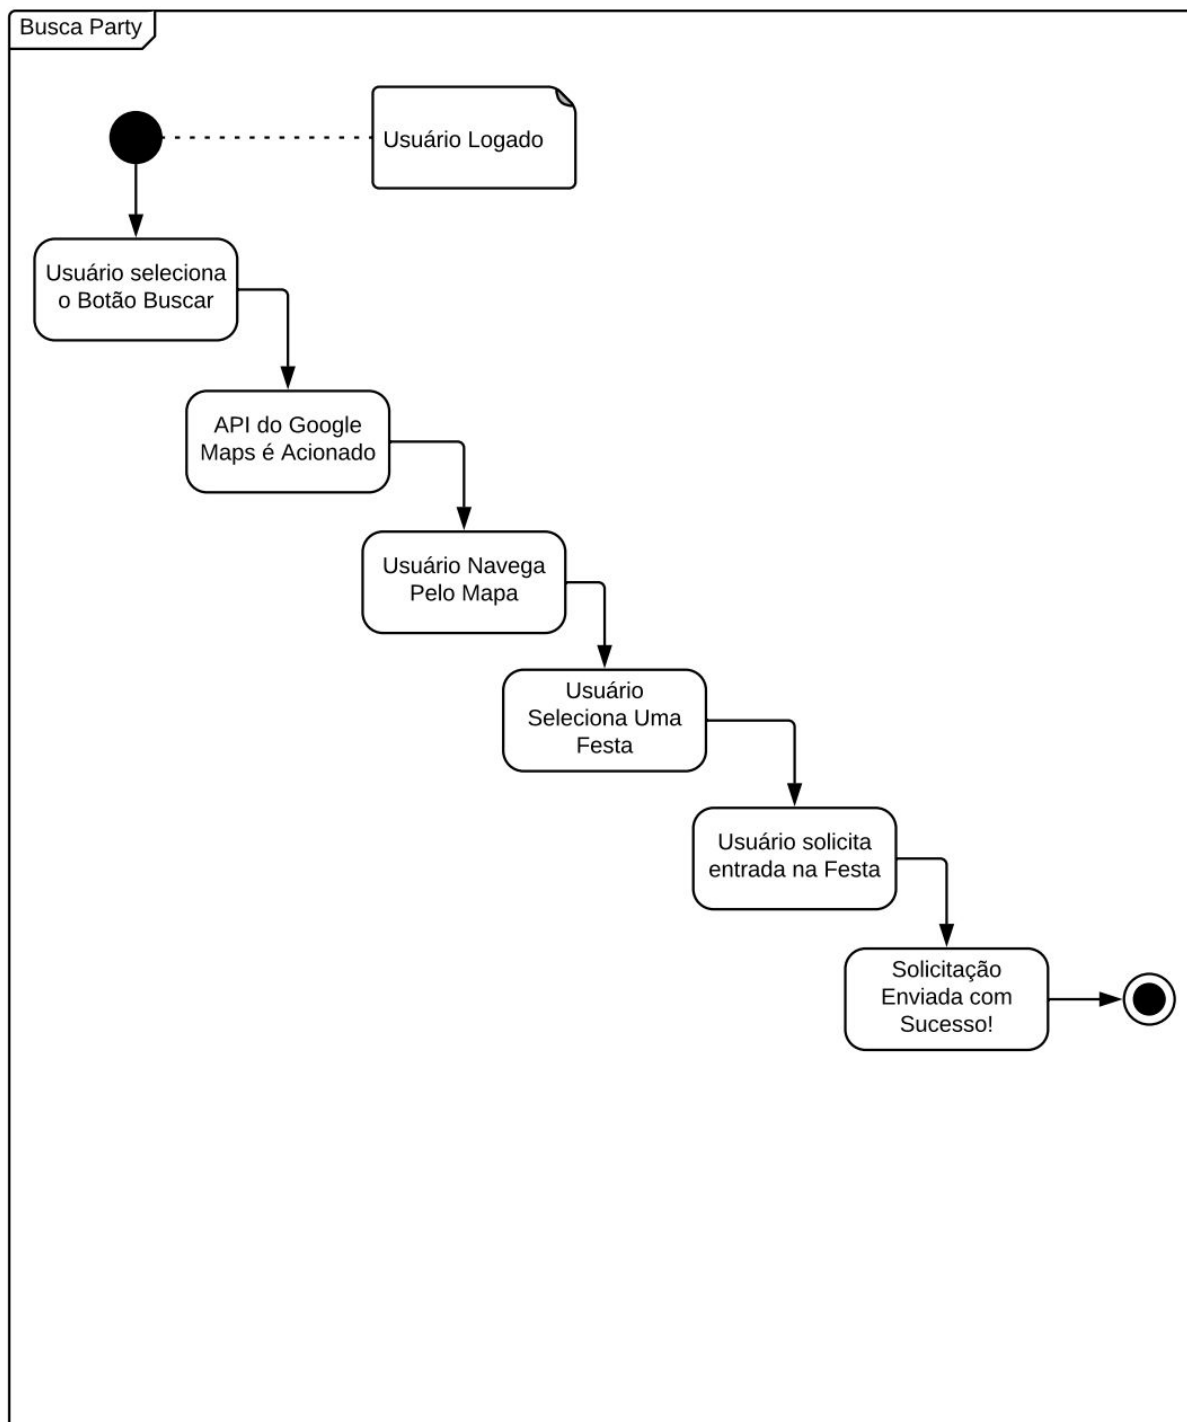 Busca Party
Usuário Logado
Usuário seleciona
o Botão Buscar
API do Google
Maps é Acionado
Usuário Navega
Pelo Mapa
Usuário
Seleciona Uma
Festa
Usuário solicita
entrada na Festa
Solicitação
Enviada com
Sucesso!